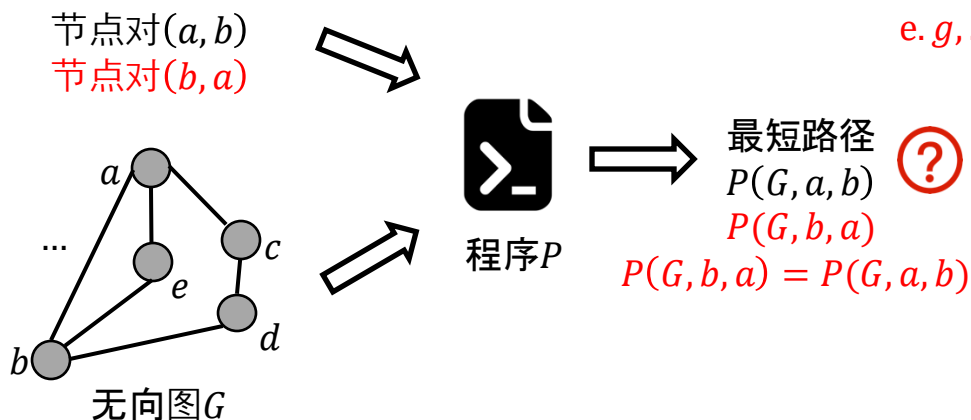 节点对(a, b)
节点对(b, a)
e.g,
a
...
c
e
b
d
无向图G
程序P
最短路径
P(G, a, b)
P(G, b, a)
P(G, b, a) = P(G, a, b)
?